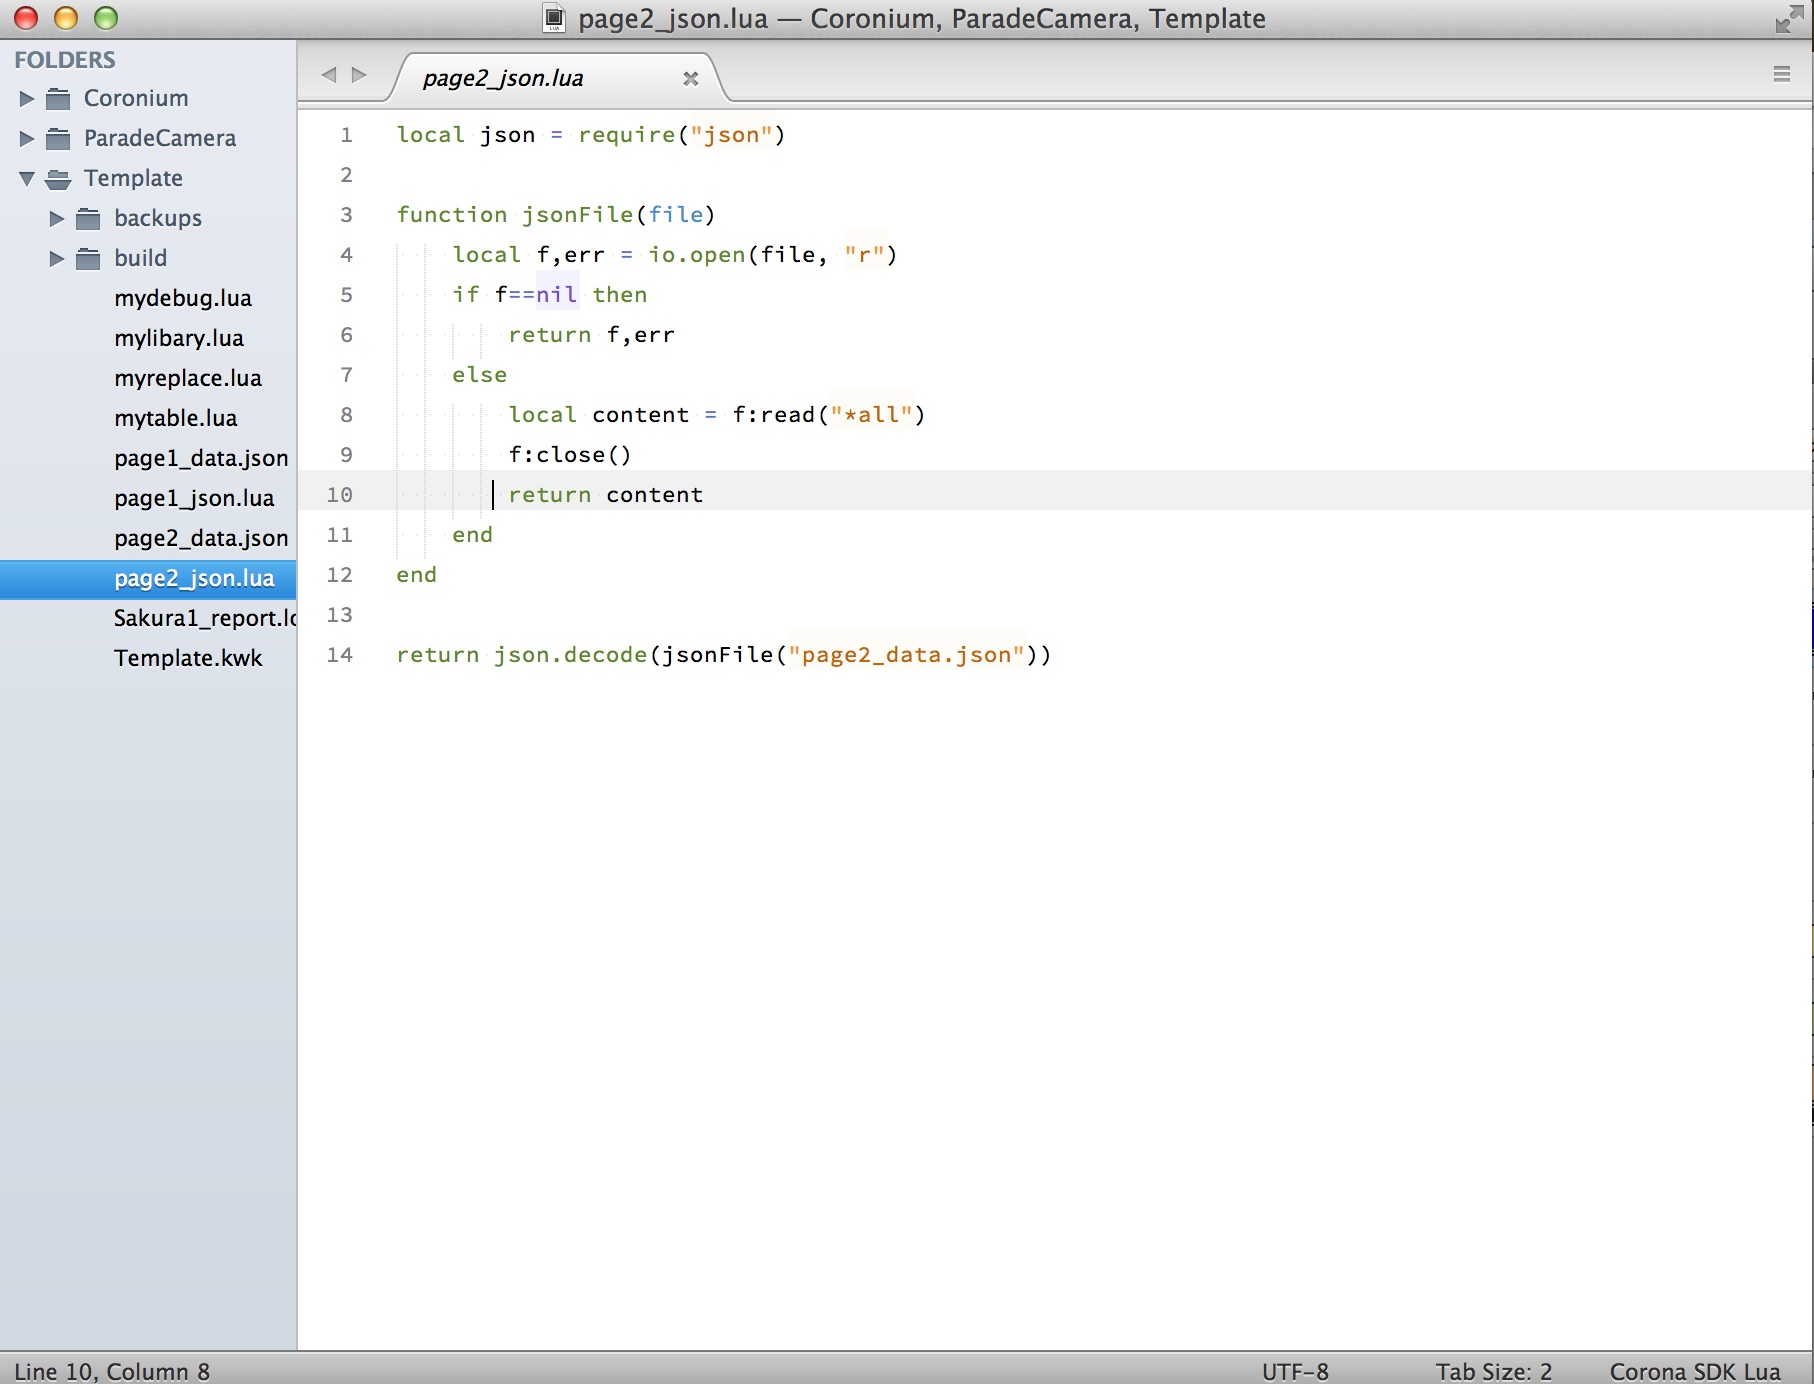 page2_json.lua — Coronium, ParadeCamera, Template
FOLDERS
Coronium
ParadeCamera
Template
backups
build
mydebug.lua
mylibary.lua
myreplace.lua
mytable.lua
page1_data.json
page1_json.lua
page2_data.json
page2_json.lua
Sakura1_report.lo
Template.kwk
page2_json.lua
1 local json = require("json")
2
3 function jsonFile(file)
4 local f,err = io.open(file, "r")
5 if f==nil then
6 return f,err
7 else
8 local content = f:read("*all")
9 f:close()
10 return content
11 end
12 end
13
14 return json.decode(jsonFile("page2_data.json"))
Line 10, Column 8
UTF-8
Tab Size: 2
Corona SDK Lua